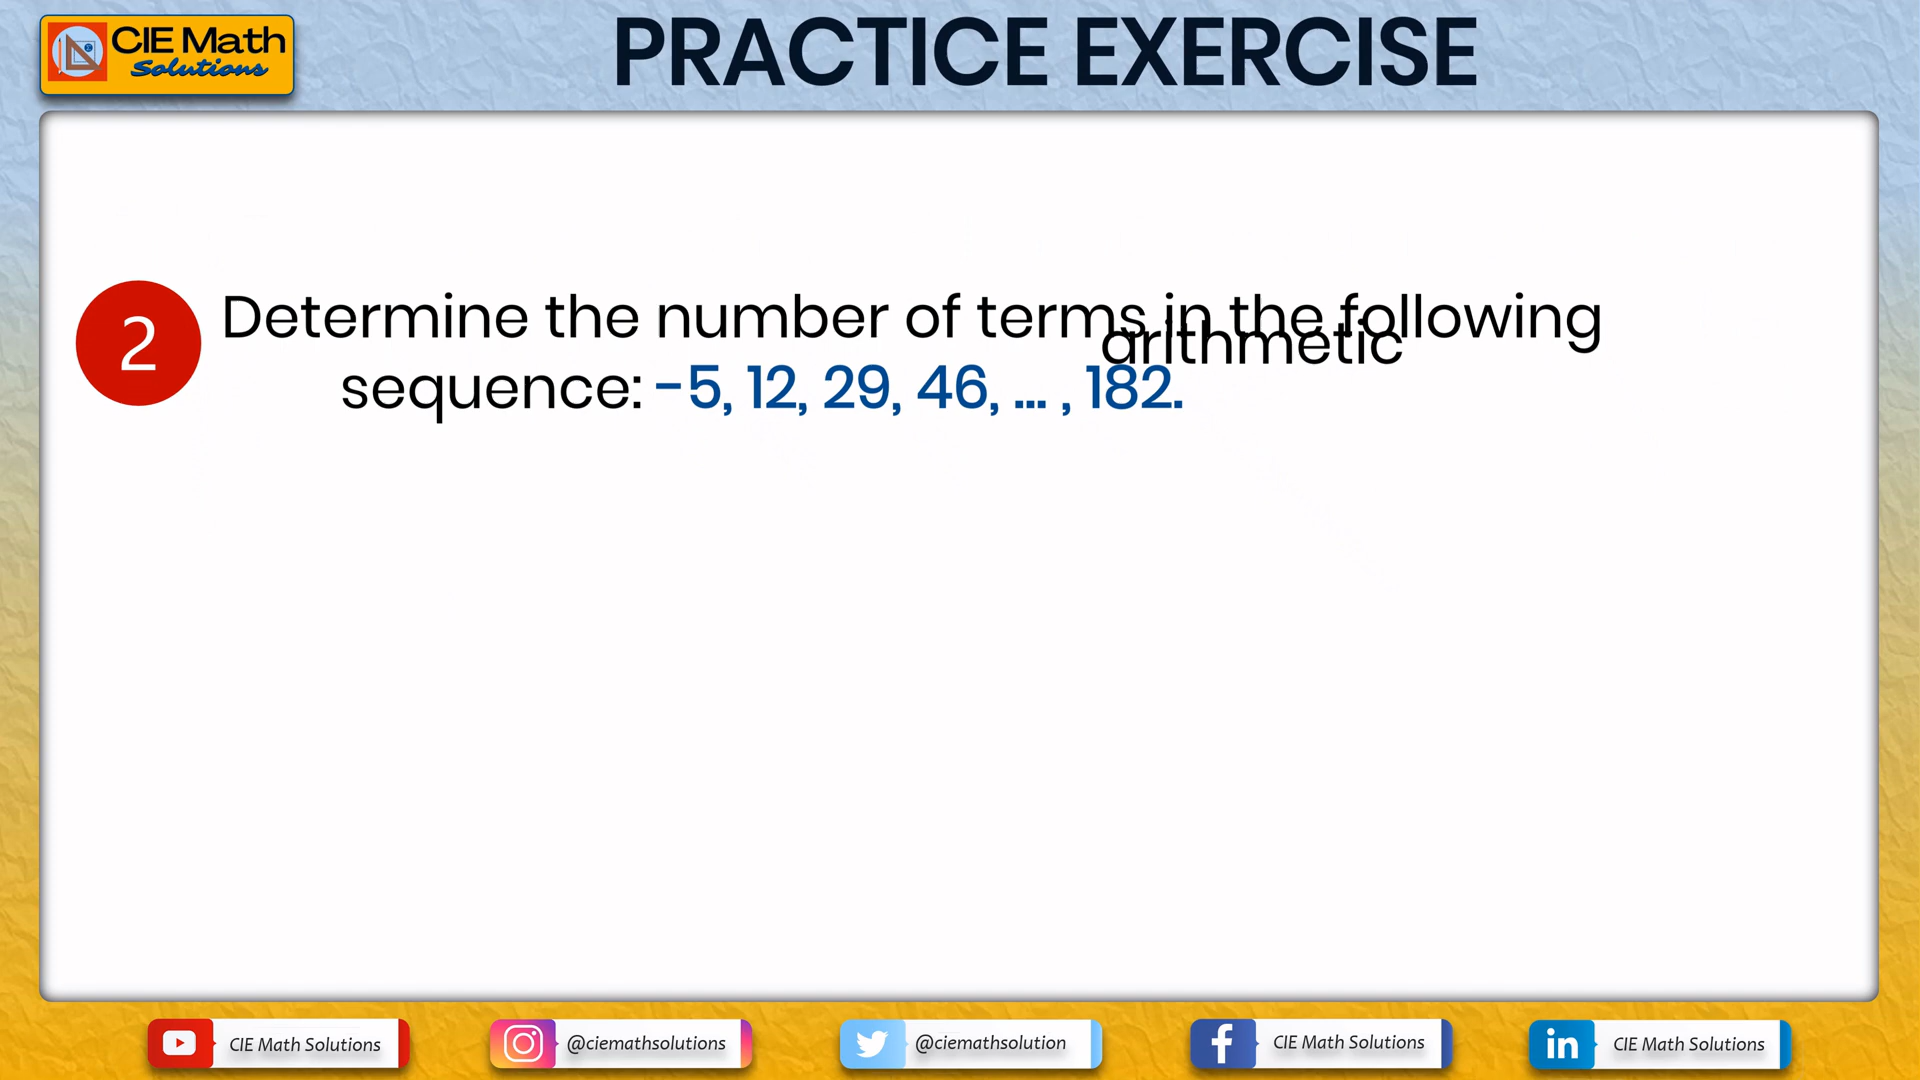 CIE Math
Solutions
PRACTICE EXERCISE
2
Determine the number of terms in the following
arithmetic
sequence: −5, 12, 29, 46, ... , 182.
CIE Math Solutions
@ciemathsolutions
@ciemathsolution
CIE Math Solutions
in
CIE Math Solutions